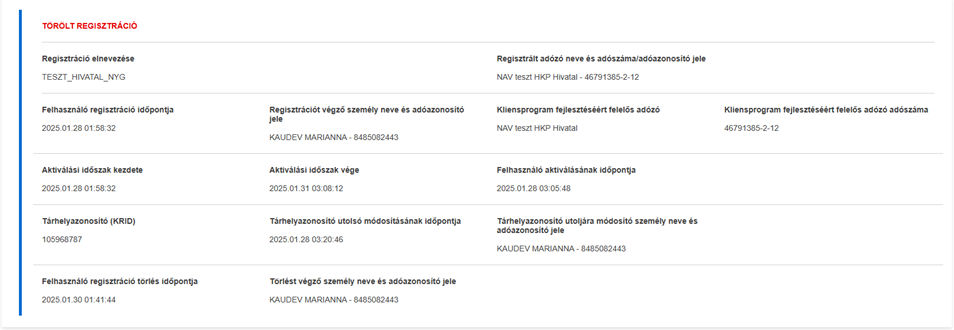 TÖRÖLT REGISZTRÁCIÓ
Regisztráció elnevezése
Regisztrált adózó neve és adószáma/adóazonosító jele
TESZT_HIVATAL_NYG
NAV teszt HKP Hivatal - 46791385-2-12
Felhasználó regisztráció időpontja
Regisztrációt végző személy neve és adóazonosító
jele
Kliensprogram fejlesztéséért felelős adózó
Kliensprogram fejlesztéséért felelős adózó adószáma
2025.01.28 01:58:32
KAUDEV MARIANNA - 8485082443
NAV teszt HKP Hivatal
46791385-2-12
Aktiválási időszak kezdete
Aktiválási időszak vége
Felhasználó aktiválásának időpontja
2025.01.28 01:58:32
2025.01.31 03:08:12
2025.01.28 03:05:48
Tárhelyazonosító (KRID)
Tárhelyazonosító utolsó módosításának időpontja
Tárhelyazonosító utoljára módosító személy neve és
adóazonosító jele
105968787
2025.01.28 03:20:46
KAUDEV MARIANNA - 8485082443
Felhasználó regisztráció törlés időpontja
Törlést végző személy neve és adóazonosító jele
2025.01.30 01:41:44
KAUDEV MARIANNA - 8485082443